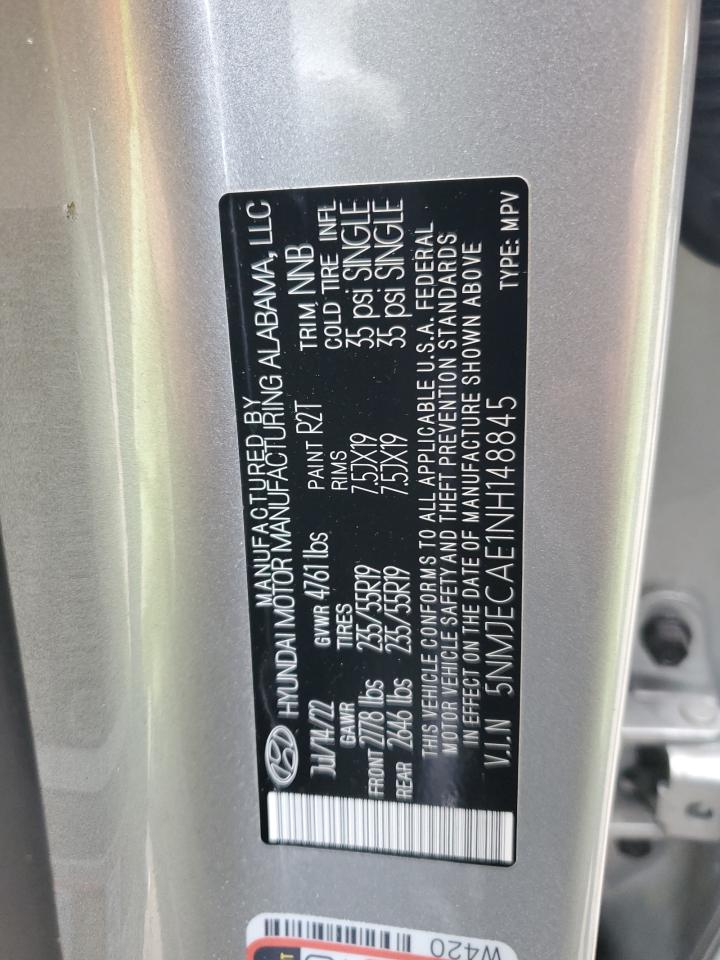 MANUFACTURED BY
HYUNDAI MOTOR MANUFACTURING ALABAMA, LLC
JUL/14/22 GVWR 4761 lbs PAINT R2T TRIM NNB
GAWR TIRES RIMS COLD TIRE INFL
FRONT 2778 lbs 235/55R19 7.5JX19 35 psi SINGLE
REAR 2646 lbs 235/55R19 7.5JX19 35 psi SINGLE
THIS VEHICLE CONFORMS TO ALL APPLICABLE U.S.A. FEDERAL
MOTOR VEHICLE SAFETY AND THEFT PREVENTION STANDARDS
IN EFFECT ON DATE OF MANUFACTURE SHOWN ABOVE
V.I.N 5NMJECAE1NH148845 TYPE: MPV
W420